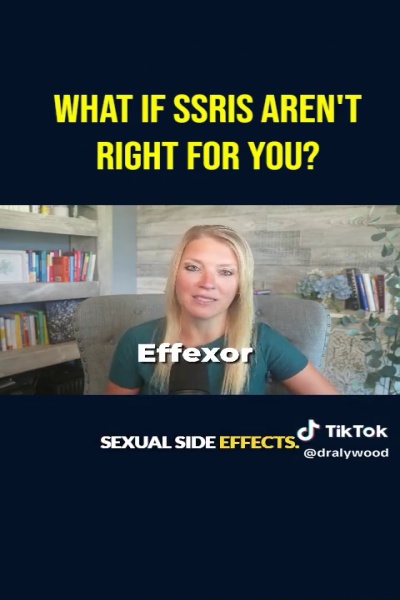 WHAT IF SSRIS AREN'T
RIGHT FOR YOU?
Effexor
SEXUAL SIDE EFFECTS.
TikTok
@dralywood